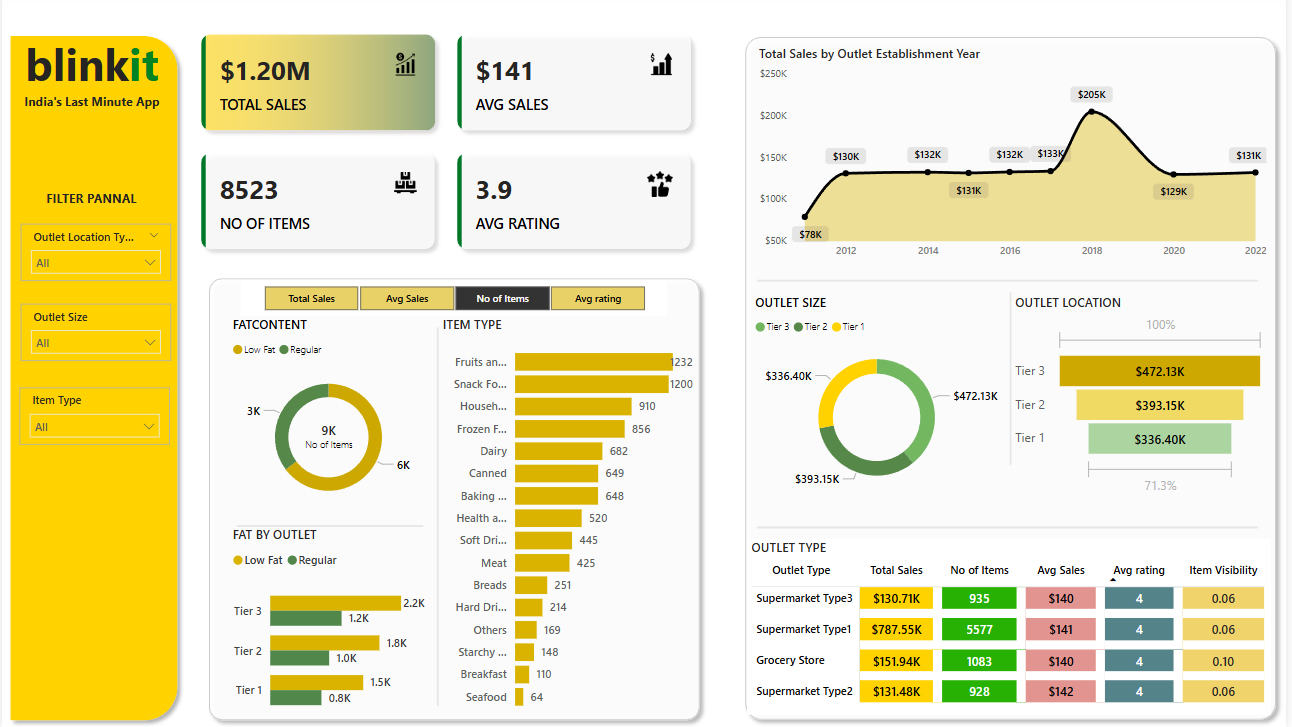 blinkit
India's Last Minute App
FILTER PANNAL
Outlet Location Ty...
All
Outlet Size
All
Item Type
All
$1.20M
TOTAL SALES
$141
AVG SALES
8523
NO OF ITEMS
3.9
AVG RATING
Total Sales
Avg Sales
No of Items
Avg rating
FATCONTENT
Low Fat Regular
3K
9K
No of Items
6K
FAT BY OUTLET
Low Fat Regular
Tier 3 2.2K
1.2K
Tier 2 1.8K
1.0K
Tier 1 1.5K
0.8K
ITEM TYPE
Fruits an... 1232
Snack Fo... 1200
Househ... 910
Frozen F... 856
Dairy 682
Canned 649
Baking ... 648
Health a... 520
Soft Dri... 445
Meat 425
Breads 251
Hard Dri... 214
Others 169
Starchy ... 148
Breakfast 110
Seafood 64
Total Sales by Outlet Establishment Year
$250K
$200K
$150K
$100K
$50K
$78K
$130K
$132K
$131K
$132K
$133K
$205K
$129K
$131K
2012 2014 2016 2018 2020 2022
OUTLET SIZE
Tier 3 Tier 2 Tier 1
$336.40K
$472.13K
$393.15K
OUTLET LOCATION
100%
Tier 3 $472.13K
Tier 2 $393.15K
Tier 1 $336.40K
71.3%
OUTLET TYPE
Outlet Type Total Sales No of Items Avg Sales Avg rating Item Visibility
Supermarket Type3 $130.71K 935 $140 4 0.06
Supermarket Type1 $787.55K 5577 $141 4 0.06
Grocery Store $151.94K 1083 $140 4 0.10
Supermarket Type2 $131.48K 928 $142 4 0.06